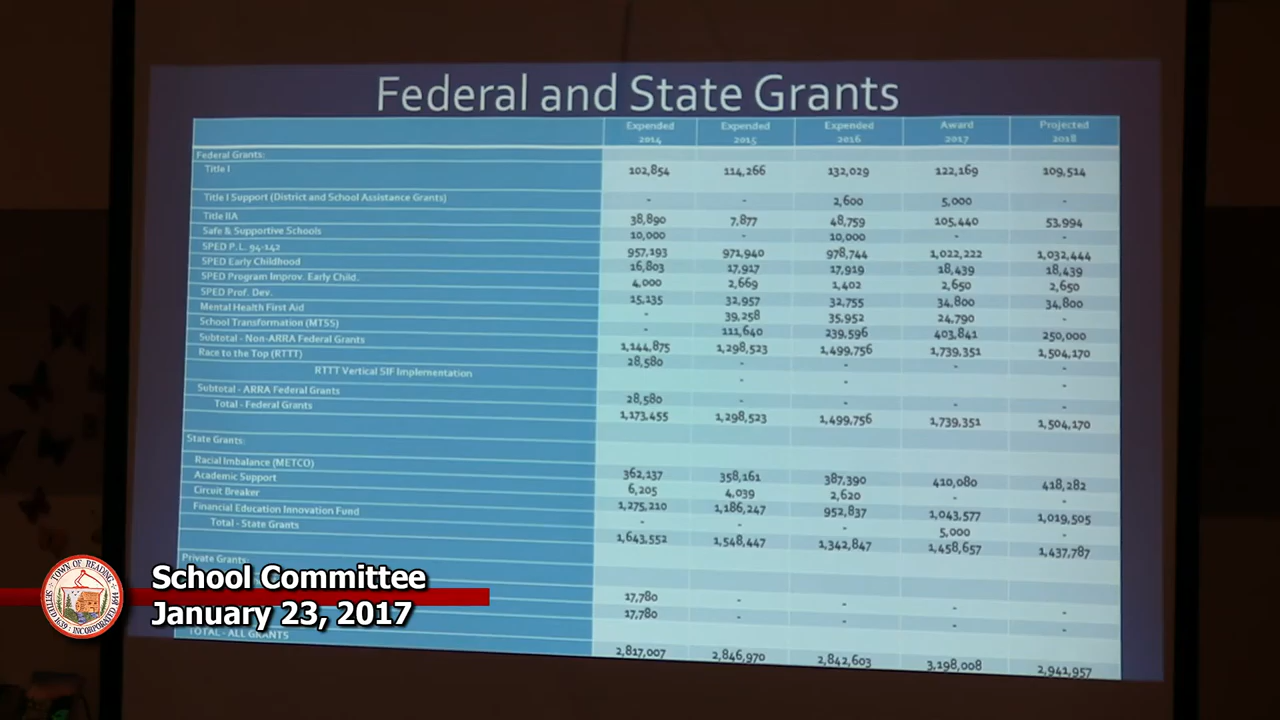 Federal and State Grants
Expended 2014 Expended 2015 Expended 2016 Award 2017 Projected 2018
Federal Grants:
Title I 102,854 114,266 132,029 122,169 109,514
Title I Support (District and School Assistance Grants) - - 2,600 5,000 -
Title IIA 38,890 7,877 48,759 105,440 53,994
Safe & Supportive Schools 10,000 - 10,000 - -
SPED P.L. 94-142 957,193 971,940 978,744 1,022,222 1,032,444
SPED Early Childhood 16,803 17,917 17,919 18,439 18,439
SPED Program Improv. Early Child. 4,000 2,669 1,402 2,650 2,650
SPED Prof. Dev. 15,135 32,957 32,755 34,800 34,800
Mental Health First Aid - 39,258 35,952 24,790
School Transformation (MTSS) - 111,640 239,596 403,841 250,000
Subtotal - Non-ARRA Federal Grants 1,144,875 1,298,523 1,499,756 1,739,351 1,504,170
Race to the Top (RTTT) 28,580 - - - -
RTTT Vertical SIF Implementation - - - -
Subtotal - ARRA Federal Grants 28,580 - - - -
Total - Federal Grants 1,173,455 1,298,523 1,499,756 1,739,351 1,504,170
State Grants:
Racial Imbalance (METCO) 362,137 358,161 387,390 410,080 418,282
Academic Support 6,205 4,039 2,620 - -
Circuit Breaker 1,275,210 1,186,247 952,837 1,043,577 1,019,505
Financial Education Innovation Fund - - - 5,000 -
Total - State Grants 1,643,552 1,548,447 1,342,847 1,458,657 1,437,787
Private Grants:
17,780 - - - -
17,780 - - - -
TOTAL - ALL GRANTS 2,817,007 2,846,970 2,842,603 3,198,008 2,941,957
TOWN OF READING
School Committee
January 23, 2017